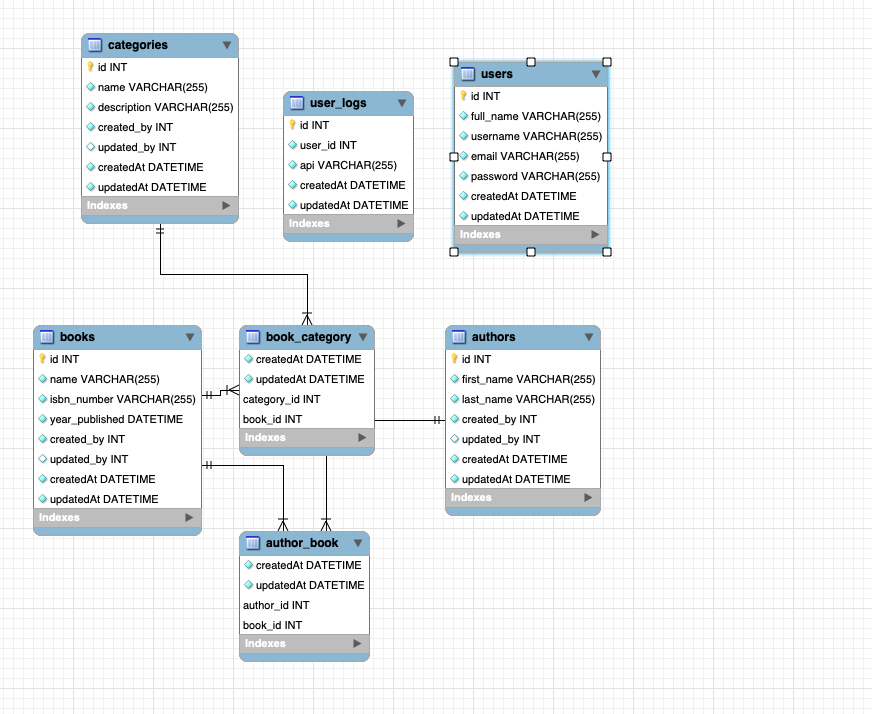 categories
id INT
name VARCHAR(255)
description VARCHAR(255)
created_by INT
updated_by INT
createdAt DATETIME
updatedAt DATETIME
Indexes
user_logs
id INT
user_id INT
api VARCHAR(255)
createdAt DATETIME
updatedAt DATETIME
Indexes
users
id INT
full_name VARCHAR(255)
username VARCHAR(255)
email VARCHAR(255)
password VARCHAR(255)
createdAt DATETIME
updatedAt DATETIME
Indexes
books
id INT
name VARCHAR(255)
isbn_number VARCHAR(255)
year_published DATETIME
created_by INT
updated_by INT
createdAt DATETIME
updatedAt DATETIME
Indexes
book_category
createdAt DATETIME
updatedAt DATETIME
category_id INT
book_id INT
Indexes
authors
id INT
first_name VARCHAR(255)
last_name VARCHAR(255)
created_by INT
updated_by INT
createdAt DATETIME
updatedAt DATETIME
Indexes
author_book
createdAt DATETIME
updatedAt DATETIME
author_id INT
book_id INT
Indexes